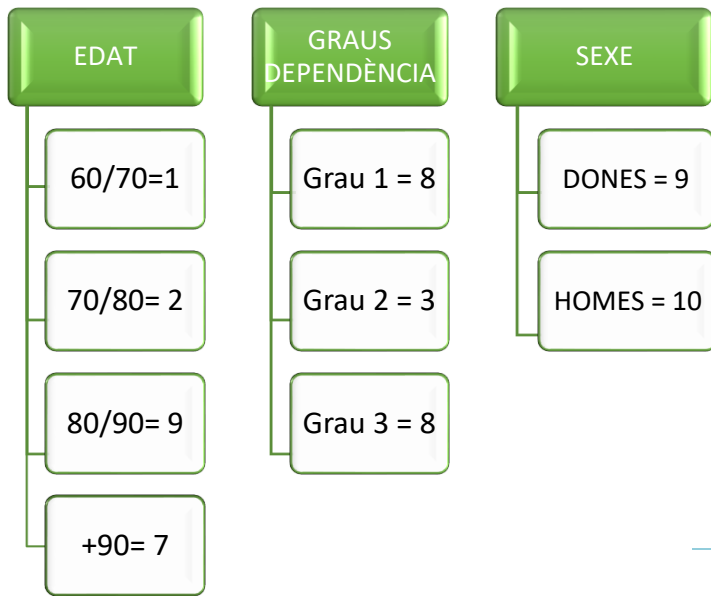 EDAT
60/70=1
70/80= 2
80/90= 9
+90= 7
GRAUS
DEPENDÈNCIA
Grau 1 = 8
Grau 2 = 3
Grau 3 = 8
SEXE
DONES = 9
HOMES = 10